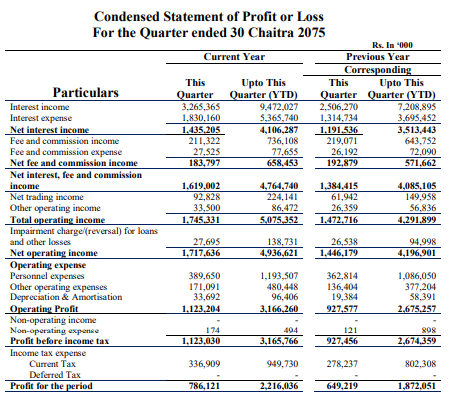 Condensed Statement of Profit or Loss
For the Quarter ended 30 Chaitra 2075
Rs. In '000
Current Year Previous Year
Corresponding
Particulars This Quarter Upto This Quarter (YTD) This Quarter Upto This Quarter (YTD)
Interest income 3,265,365 9,472,027 2,506,270 7,208,895
Interest expense 1,830,160 5,365,740 1,314,734 3,695,452
Net interest income 1,435,205 4,106,287 1,191,536 3,513,443
Fee and commission income 211,322 736,108 219,071 643,752
Fee and commission expense 27,525 77,655 26,192 72,090
Net fee and commission income 183,797 658,453 192,879 571,662
Net interest, fee and commission
income 1,619,002 4,764,740 1,384,415 4,085,105
Net trading income 92,828 224,141 61,942 149,958
Other operating income 33,500 86,472 26,359 56,836
Total operating income 1,745,331 5,075,352 1,472,716 4,291,899
Impairment charge/(reversal) for loans
and other losses 27,695 138,731 26,538 94,998
Net operating income 1,717,636 4,936,621 1,446,179 4,196,901
Operating expense
Personnel expenses 389,650 1,193,507 362,814 1,086,050
Other operating expenses 171,091 480,448 136,404 377,204
Depreciation & Amortisation 33,692 96,406 19,384 58,391
Operating Profit 1,123,204 3,166,260 927,577 2,675,257
Non-operating income - - - -
Non-operating expense 174 494 121 898
Profit before income tax 1,123,030 3,165,766 927,456 2,674,359
Income tax expense
Current Tax 336,909 949,730 278,237 802,308
Deferred Tax - - - -
Profit for the period 786,121 2,216,036 649,219 1,872,051